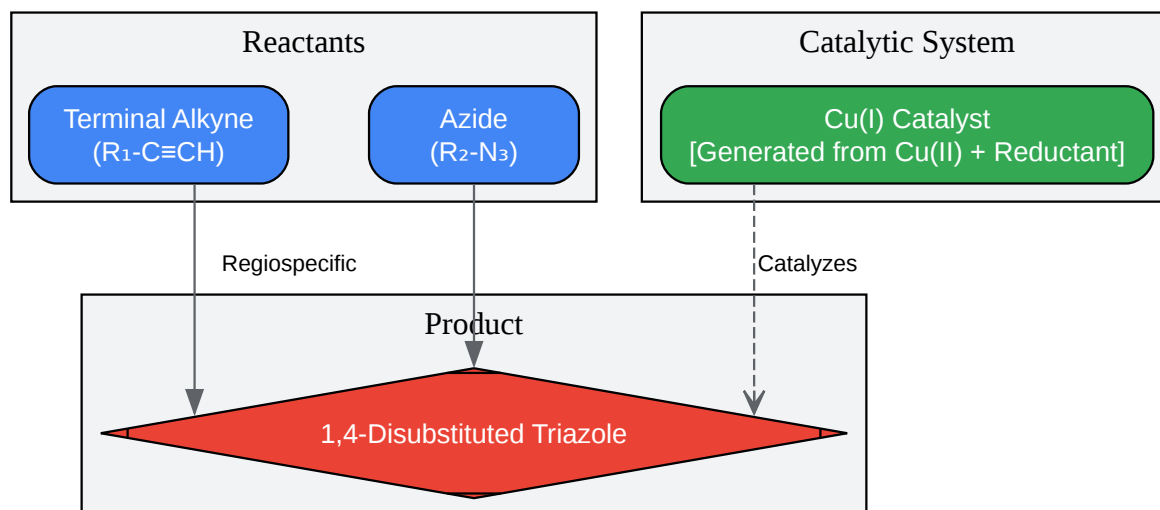 Reactants
Catalytic System
Terminal Alkyne
(R₁-C≡CH)
Azide
(R₂-N₃)
Cu(I) Catalyst
[Generated from Cu(II) + Reductant]
Regiospecific
Catalyzes
Product
1,4-Disubstituted Triazole